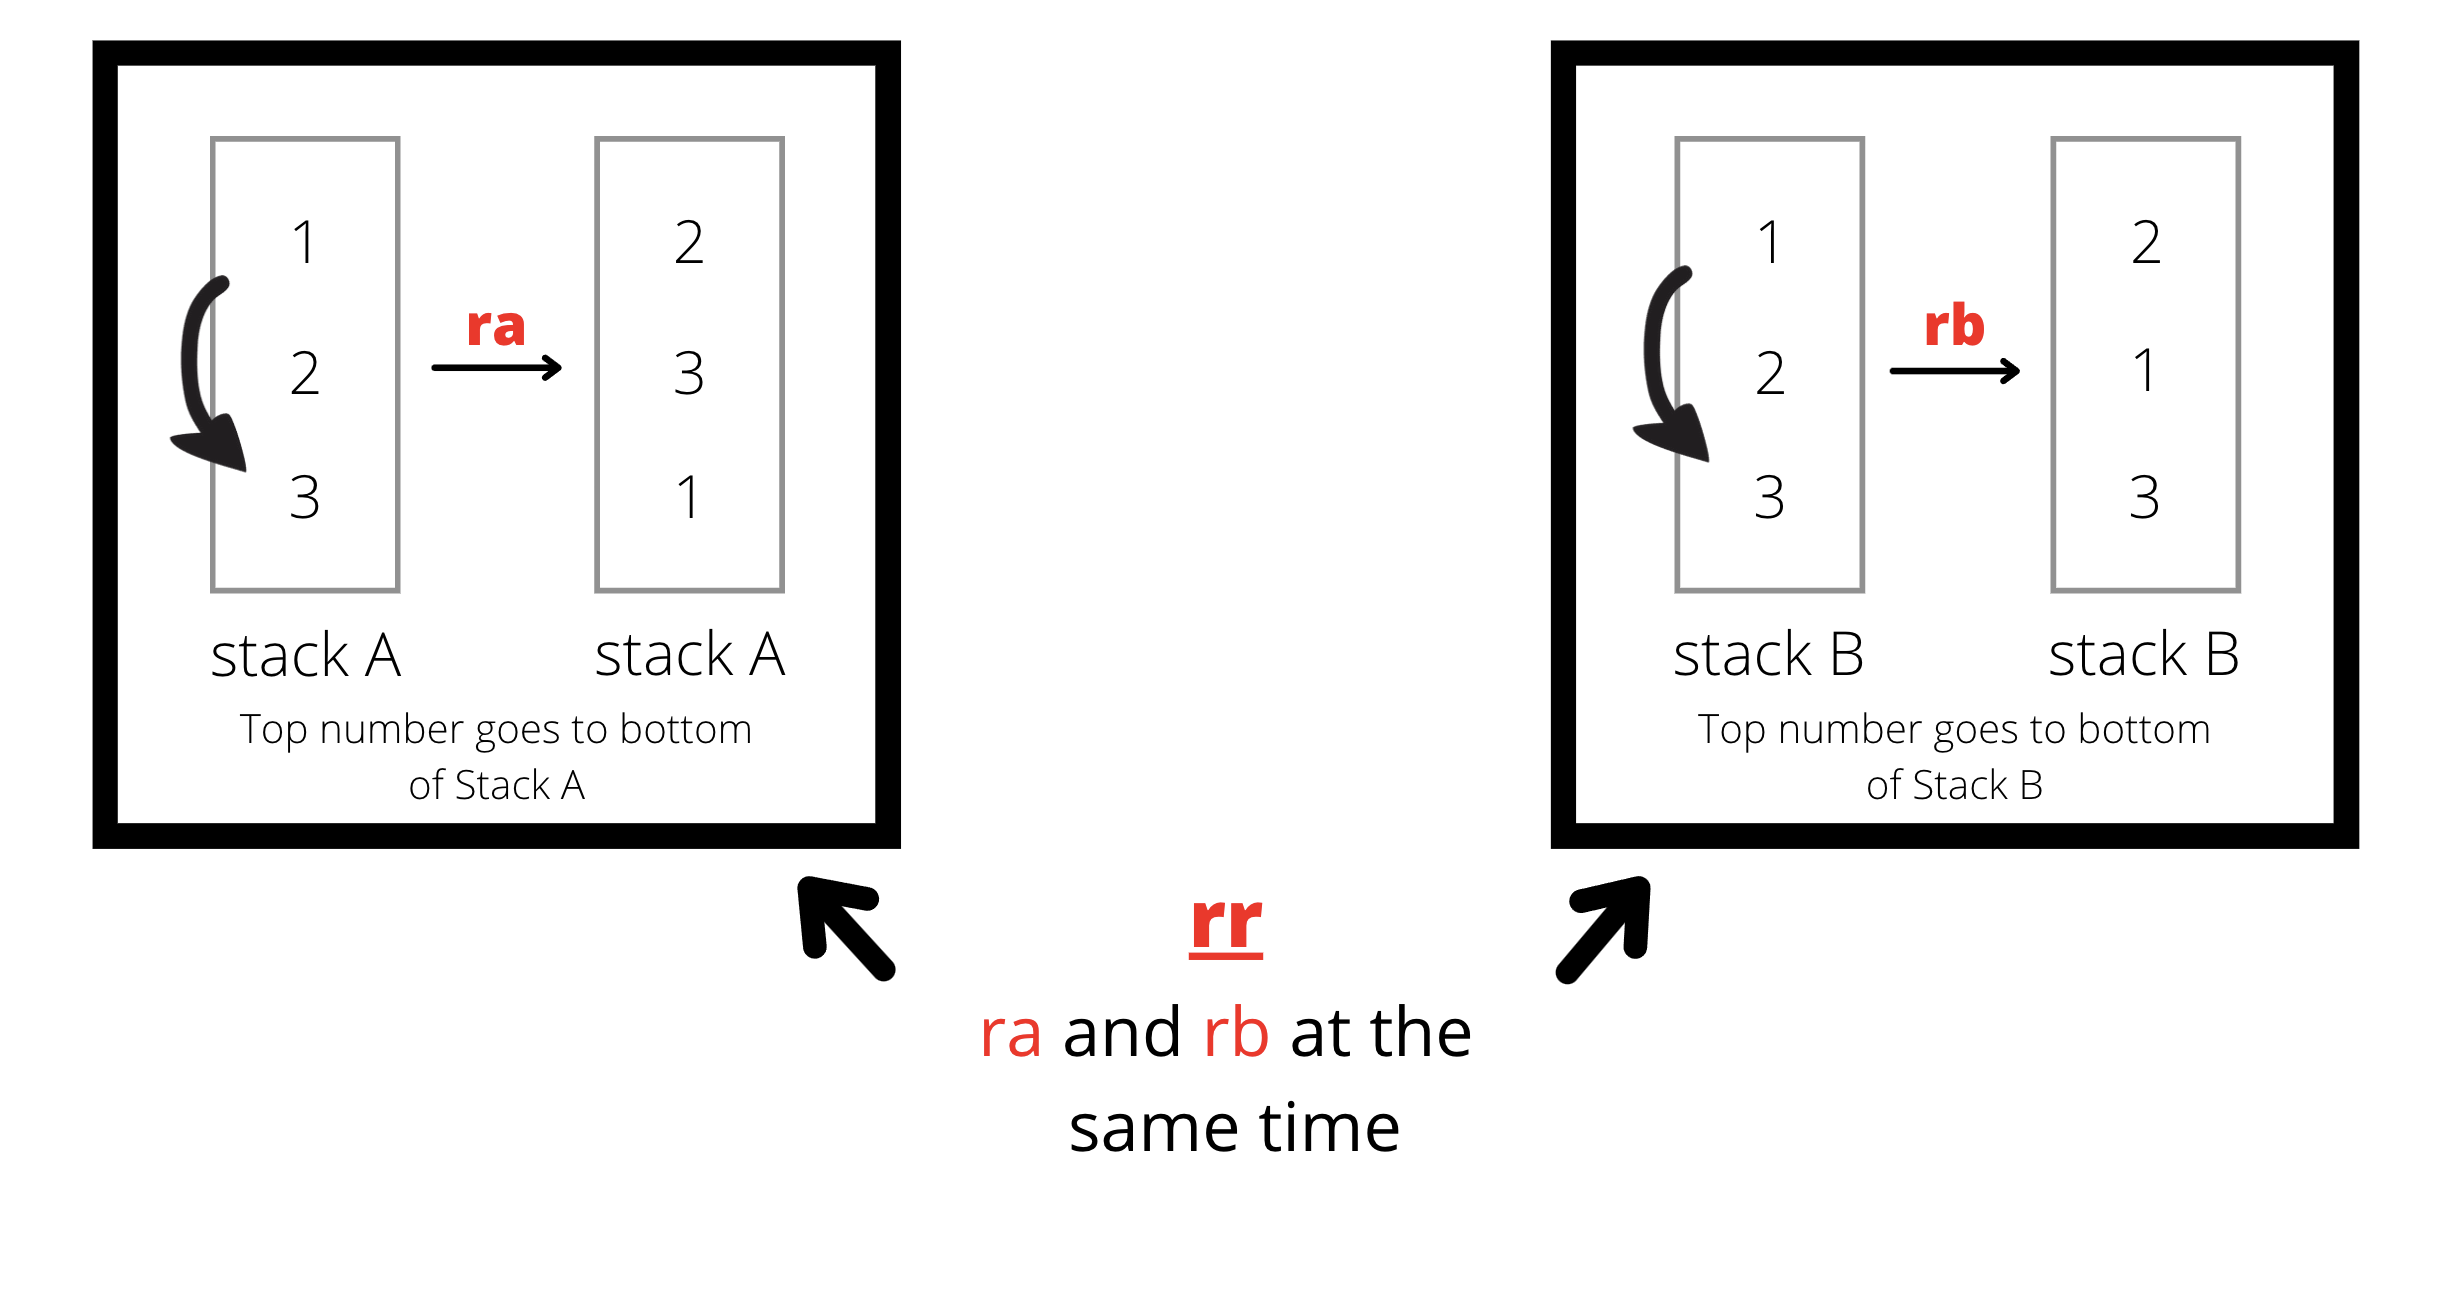 1
2
3
ra
2
3
1
stack A
stack A
Top number goes to bottom
of Stack A
1
2
3
rb
2
1
3
stack B
stack B
Top number goes to bottom
of Stack B
rr
ra and rb at the
same time